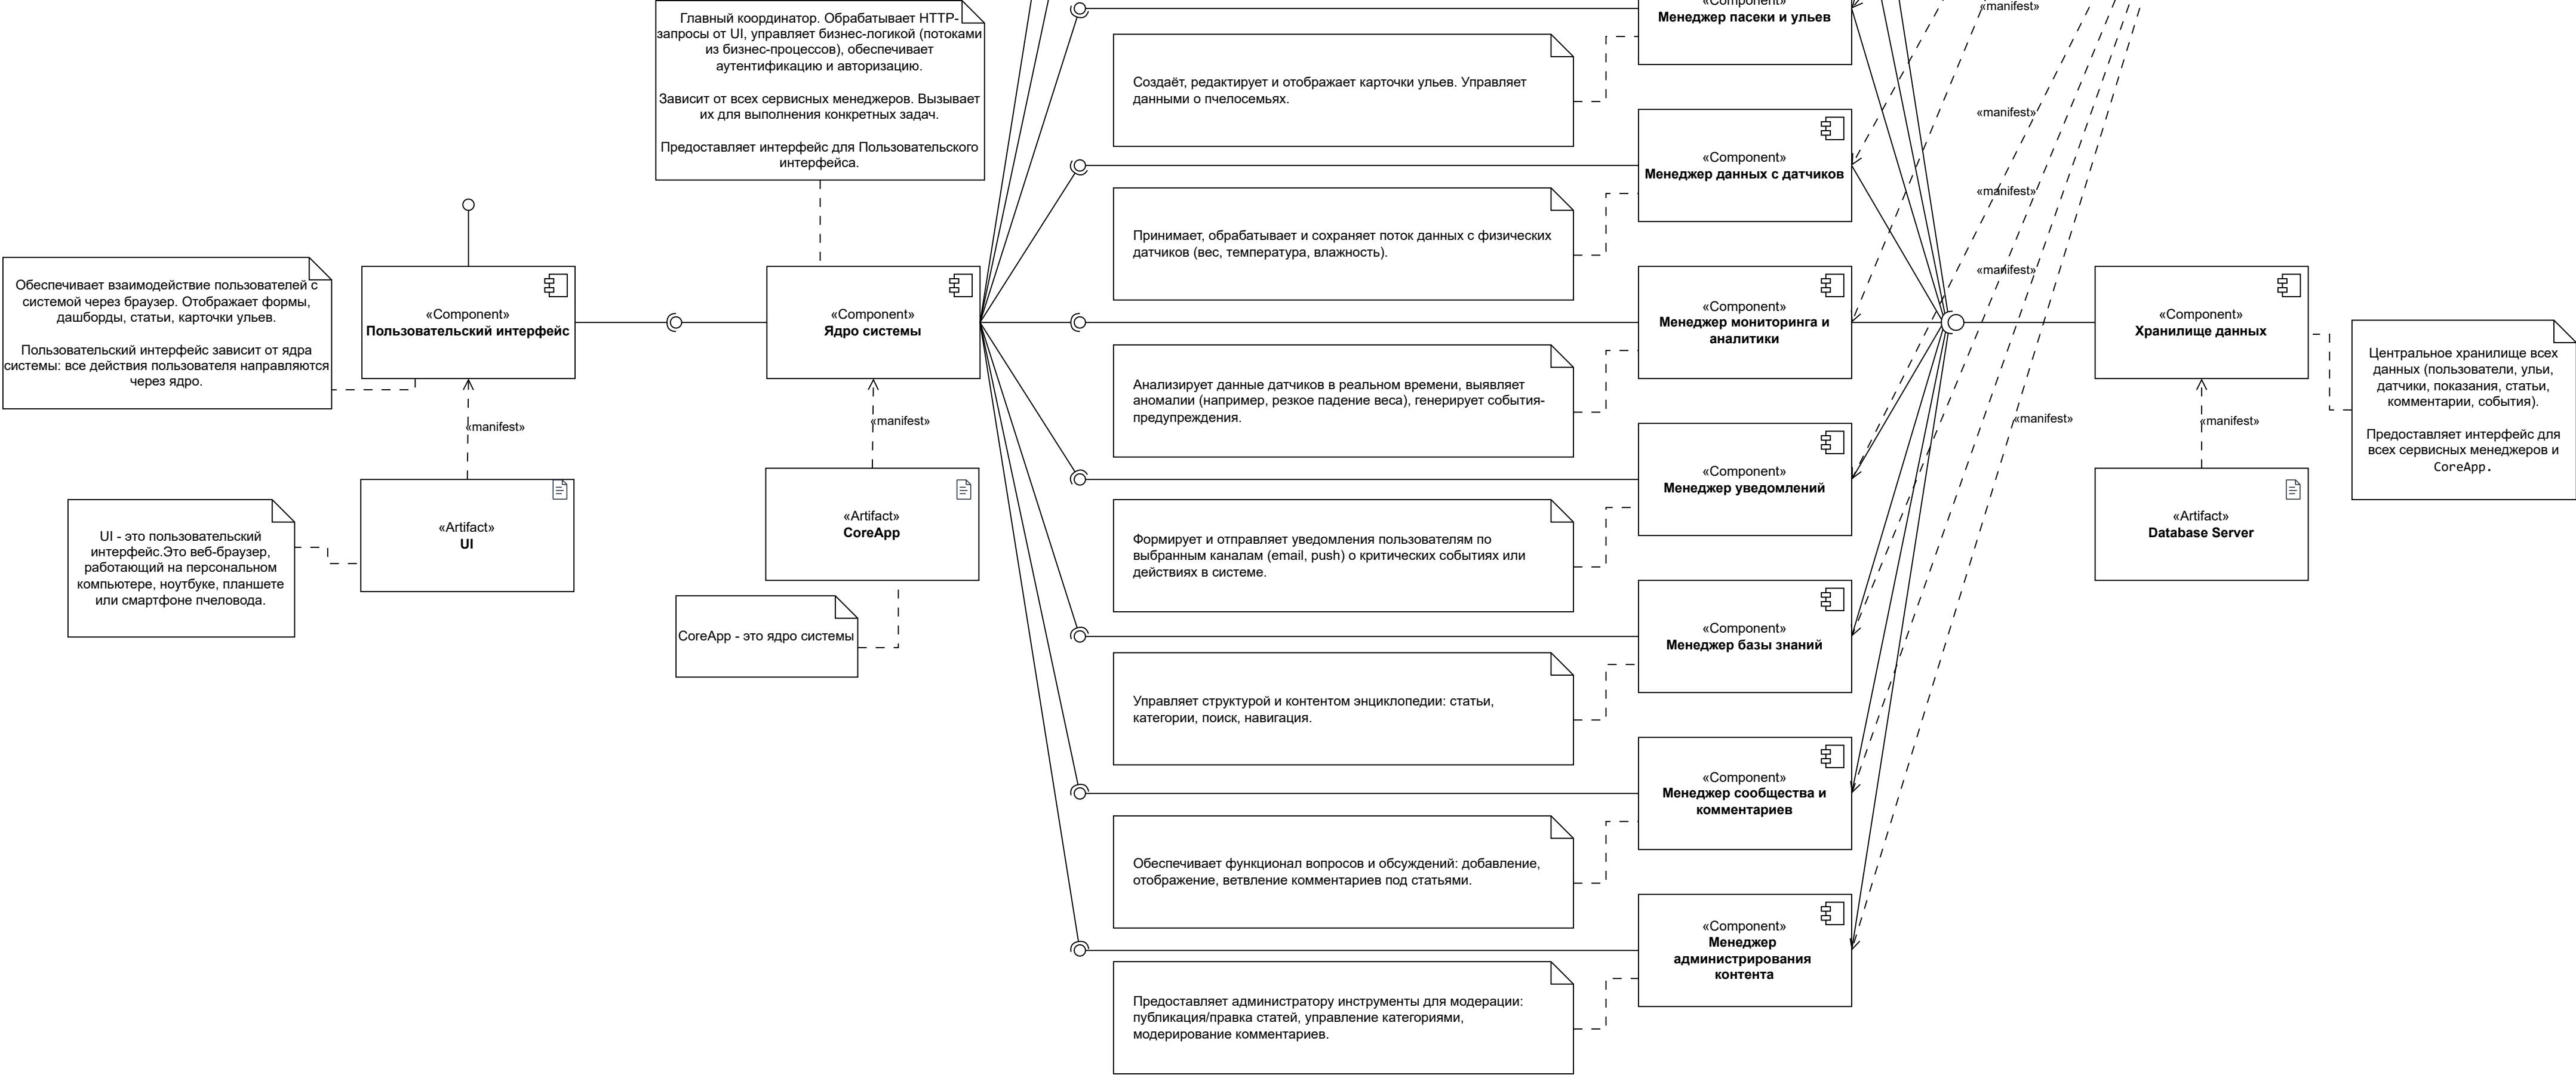 Главный координатор. Обрабатывает HTTP-
запросы от UI, управляет бизнес-логикой (потоками
из бизнес-процессов), обеспечивает
аутентификацию и авторизацию.
Зависит от всех сервисных менеджеров. Вызывает
их для выполнения конкретных задач.
Предоставляет интерфейс для Пользовательского
интерфейса.
Обеспечивает взаимодействие пользователей с
системой через браузер. Отображает формы,
дашборды, статьи, карточки ульев.
Пользовательский интерфейс зависит от ядра
системы: все действия пользователя направляются
через ядро.
«Component»
Пользовательский интерфейс
«manifest»
UI - это пользовательский
интерфейс.Это веб-браузер,
работающий на персональном
компьютере, ноутбуке, планшете
или смартфоне пчеловода.
«Artifact»
UI
«Component»
Ядро системы
«manifest»
«Artifact»
CoreApp
CoreApp - это ядро системы
«Component»
Менеджер пасеки и ульев
Создаёт, редактирует и отображает карточки ульев. Управляет
данными о пчелосемьях.
«Component»
Менеджер данных с датчиков
Принимает, обрабатывает и сохраняет поток данных с физических
датчиков (вес, температура, влажность).
«Component»
Менеджер мониторинга и
аналитики
Анализирует данные датчиков в реальном времени, выявляет
аномалии (например, резкое падение веса), генерирует события-
предупреждения.
«Component»
Менеджер уведомлений
Формирует и отправляет уведомления пользователям по
выбранным каналам (email, push) о критических событиях или
действиях в системе.
«Component»
Менеджер базы знаний
Управляет структурой и контентом энциклопедии: статьи,
категории, поиск, навигация.
«Component»
Менеджер сообщества и
комментариев
Обеспечивает функционал вопросов и обсуждений: добавление,
отображение, ветвление комментариев под статьями.
«Component»
Менеджер
администрирования
контента
Предоставляет администратору инструменты для модерации:
публикация/правка статей, управление категориями,
модерирование комментариев.
«manifest»
«manifest»
«manifest»
«manifest»
«manifest»
«Component»
Хранилище данных
«manifest»
«Artifact»
Database Server
Центральное хранилище всех
данных (пользователи, ульи,
датчики, показания, статьи,
комментарии, события).
Предоставляет интерфейс для
всех сервисных менеджеров и
CoreApp.